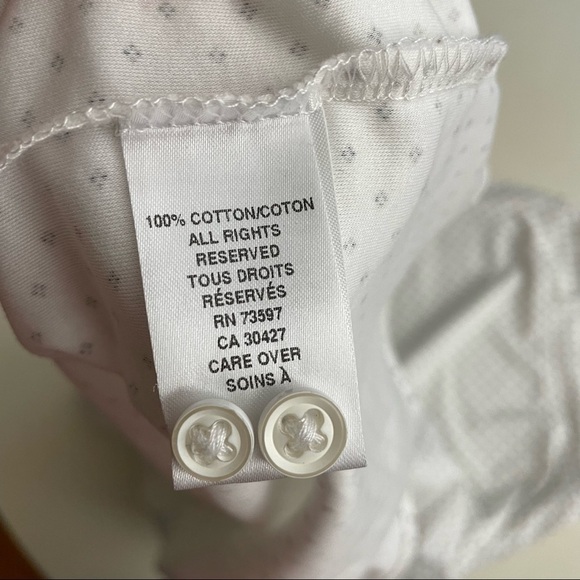 100% COTTON/COTON
ALL RIGHTS
RESERVED
TOUS DROITS
RÉSERVÉS
RN 73597
CA 30427
CARE OVER
SOINS À